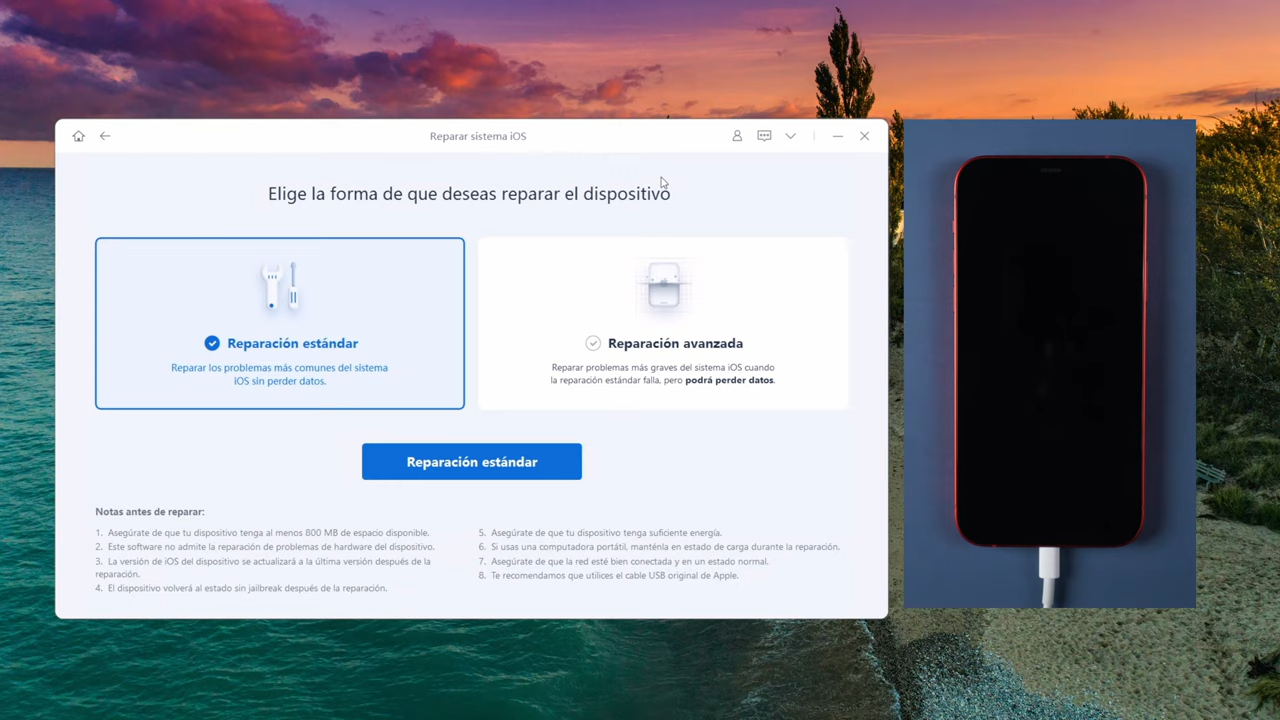 Reparar sistema iOS
Elige la forma de que deseas reparar el dispositivo
Reparación estándar
Reparar los problemas más comunes del sistema
iOS sin perder datos.
Reparación avanzada
Reparar problemas más graves del sistema iOS cuando
la reparación estándar falla, pero podrá perder datos.
Reparación estándar
Notas antes de reparar:
1. Asegúrate de que tu dispositivo tenga al menos 800 MB de espacio disponible.
2. Este software no admite la reparación de problemas de hardware del dispositivo.
3. La versión de iOS del dispositivo se actualizará a la última versión después de la
reparación.
4. El dispositivo volverá al estado sin jailbreak después de la reparación.
5. Asegúrate de que tu dispositivo tenga suficiente energía.
6. Si usas una computadora portátil, manténla en estado de carga durante la reparación.
7. Asegúrate de que la red esté bien conectada y en un estado normal.
8. Te recomendamos que utilices el cable USB original de Apple.